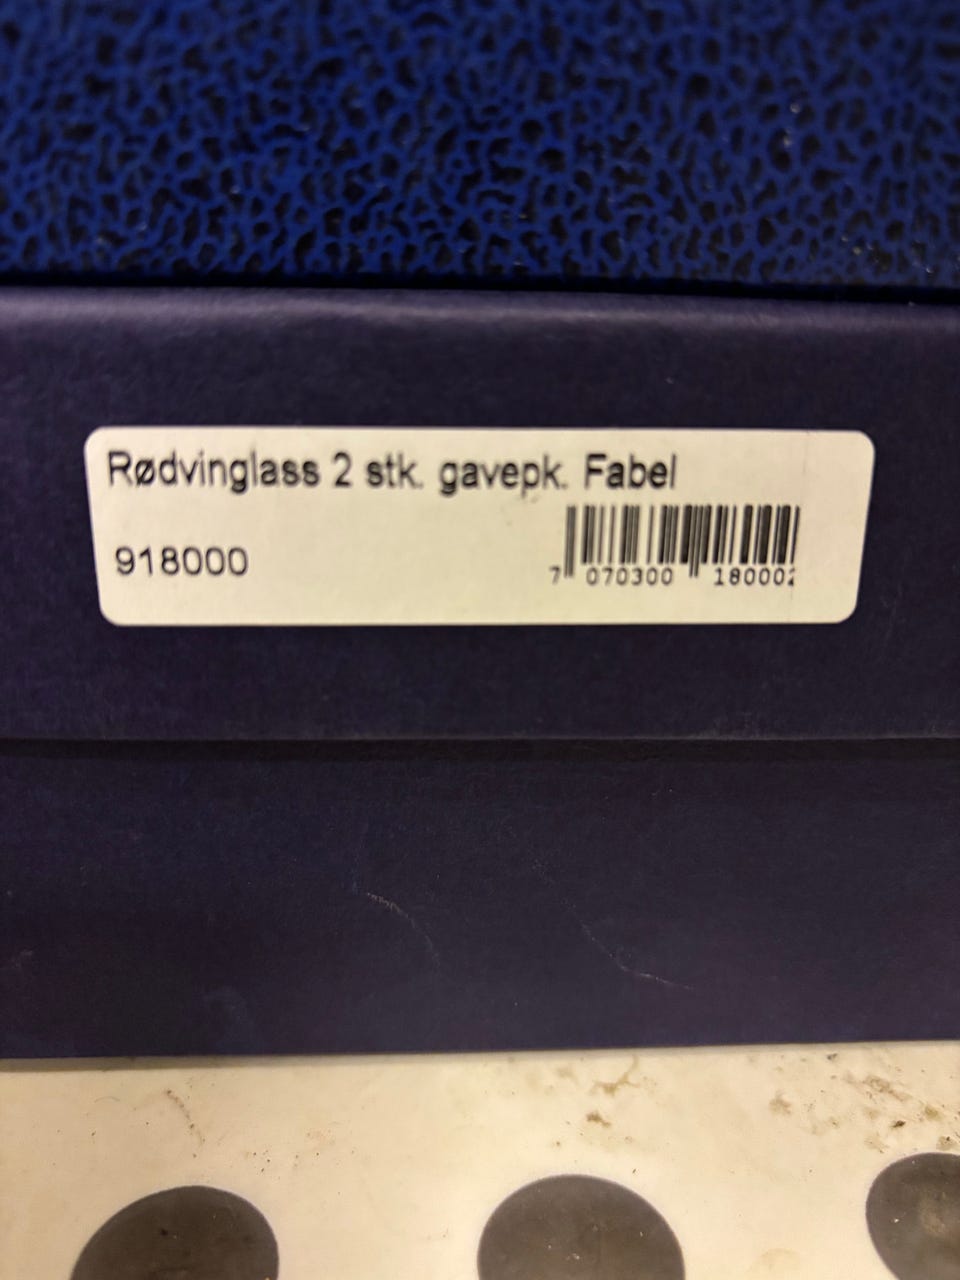 Rødvinglass 2 stk. gavepk. Fabel
918000
7 070300 180002